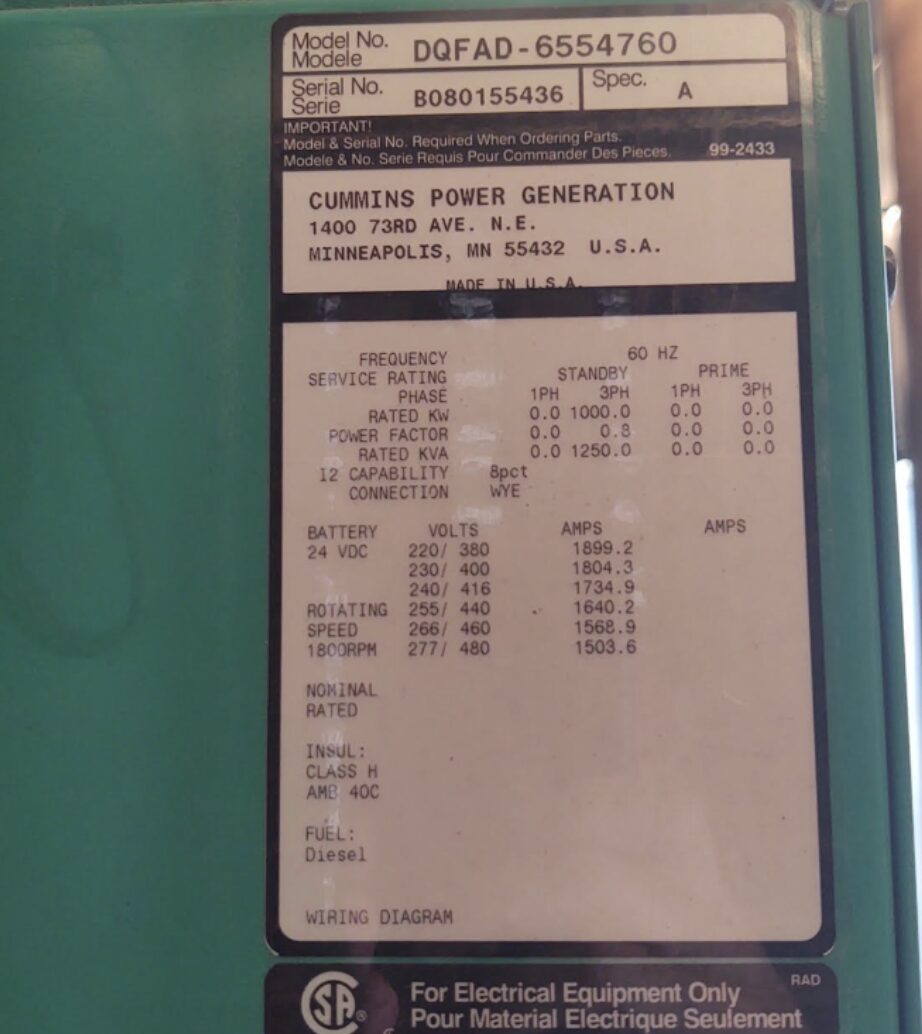 Model No.
Modele
DQFAD-6554760
Serial No.
Serie
B080155436
Spec.
A
IMPORTANT!
Model & Serial No. Required When Ordering Parts.
Modele & No. Serie Requis Pour Commander Des Pieces.
99-2433
CUMMINS POWER GENERATION
1400 73RD AVE. N.E.
MINNEAPOLIS, MN 55432 U.S.A.
MADE IN U.S.A.
FREQUENCY 60 HZ
SERVICE RATING STANDBY PRIME
PHASE 1PH 3PH 1PH 3PH
RATED KW 0.0 1000.0 0.0 0.0
POWER FACTOR 0.0 0.8 0.0 0.0
RATED KVA 0.0 1250.0 0.0 0.0
I2 CAPABILITY 8pct
CONNECTION WYE
BATTERY VOLTS AMPS AMPS
24 VDC 220/ 380 1899.2
230/ 400 1804.3
240/ 416 1734.9
ROTATING 255/ 440 1640.2
SPEED 266/ 460 1568.9
1800RPM 277/ 480 1503.6
NOMINAL
RATED
INSUL:
CLASS H
AMB 40C
FUEL:
Diesel
WIRING DIAGRAM
RAD
SA®
For Electrical Equipment Only
Pour Material Electrique Seulement